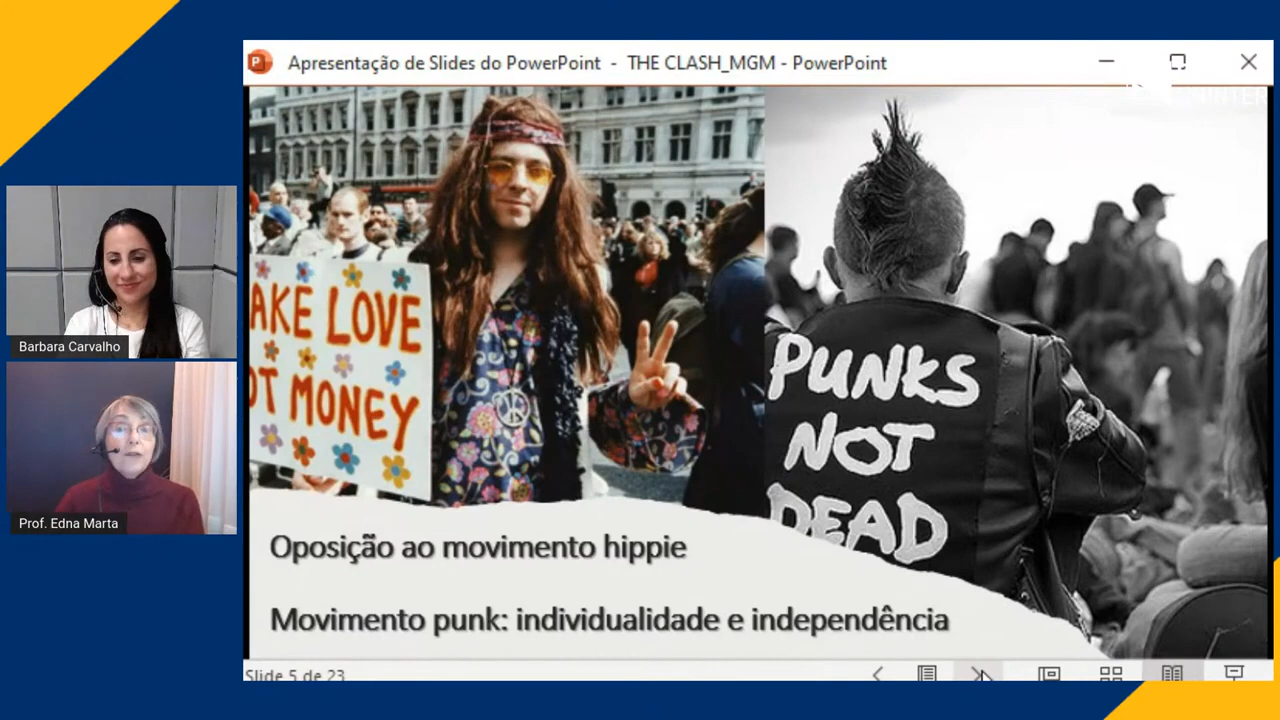 Apresentação de Slides do PowerPoint - THE CLASH_MGM - PowerPoint
AKE LOVE
OT MONEY
PUNKS
NOT
DEAD
Barbara Carvalho
Prof. Edna Marta
Oposição ao movimento hippie
Movimento punk: individualidade e independência
Slide 5 de 23